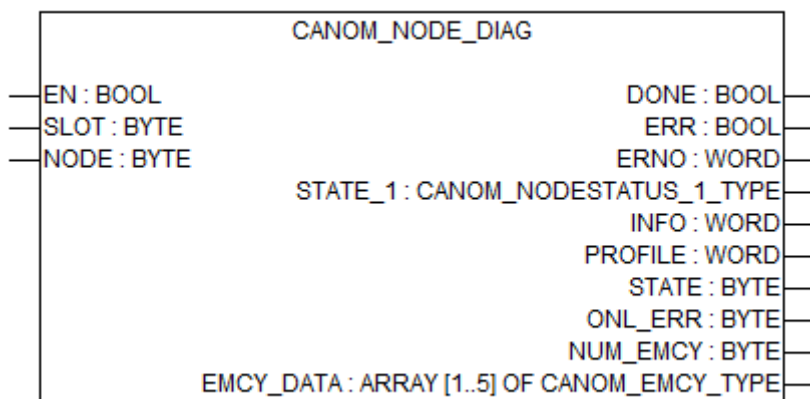 CANOM_NODE_DIAG
EN : BOOL DONE : BOOL
SLOT : BYTE ERR : BOOL
NODE : BYTE ERNO : WORD
STATE_1 : CANOM_NODESTATUS_1_TYPE
INFO : WORD
PROFILE : WORD
STATE : BYTE
ONL_ERR : BYTE
NUM_EMCY : BYTE
EMCY_DATA : ARRAY [1..5] OF CANOM_EMCY_TYPE